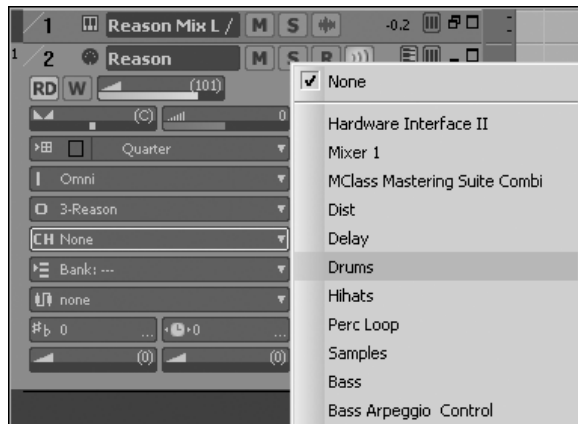 1 Reason Mix L / M S -0.2
1 2 Reason M S R
RD W (101)
(C) 0
Quarter
Omni
3-Reason
CH None
Bank: ---
none
#b 0 ... 0 ...
(0) (0)
None
Hardware Interface II
Mixer 1
MClass Mastering Suite Combi
Dist
Delay
Drums
Hihats
Perc Loop
Samples
Bass
Bass Arpeggio Control